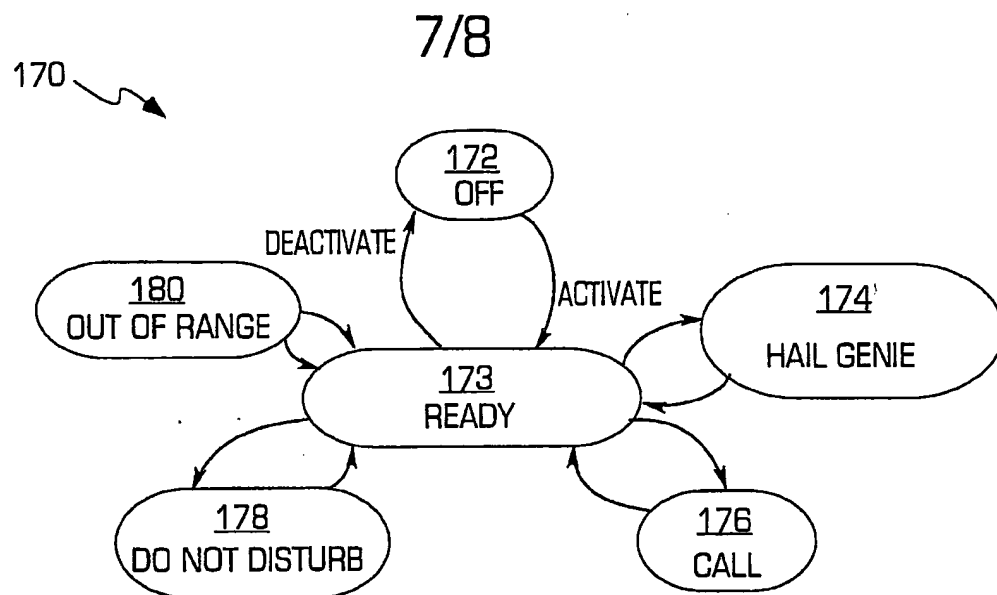 7/8
170
172
OFF
DEACTIVATE
ACTIVATE
180
OUT OF RANGE
174'
HAIL GENIE
173
READY
178
DO NOT DISTURB
176
CALL